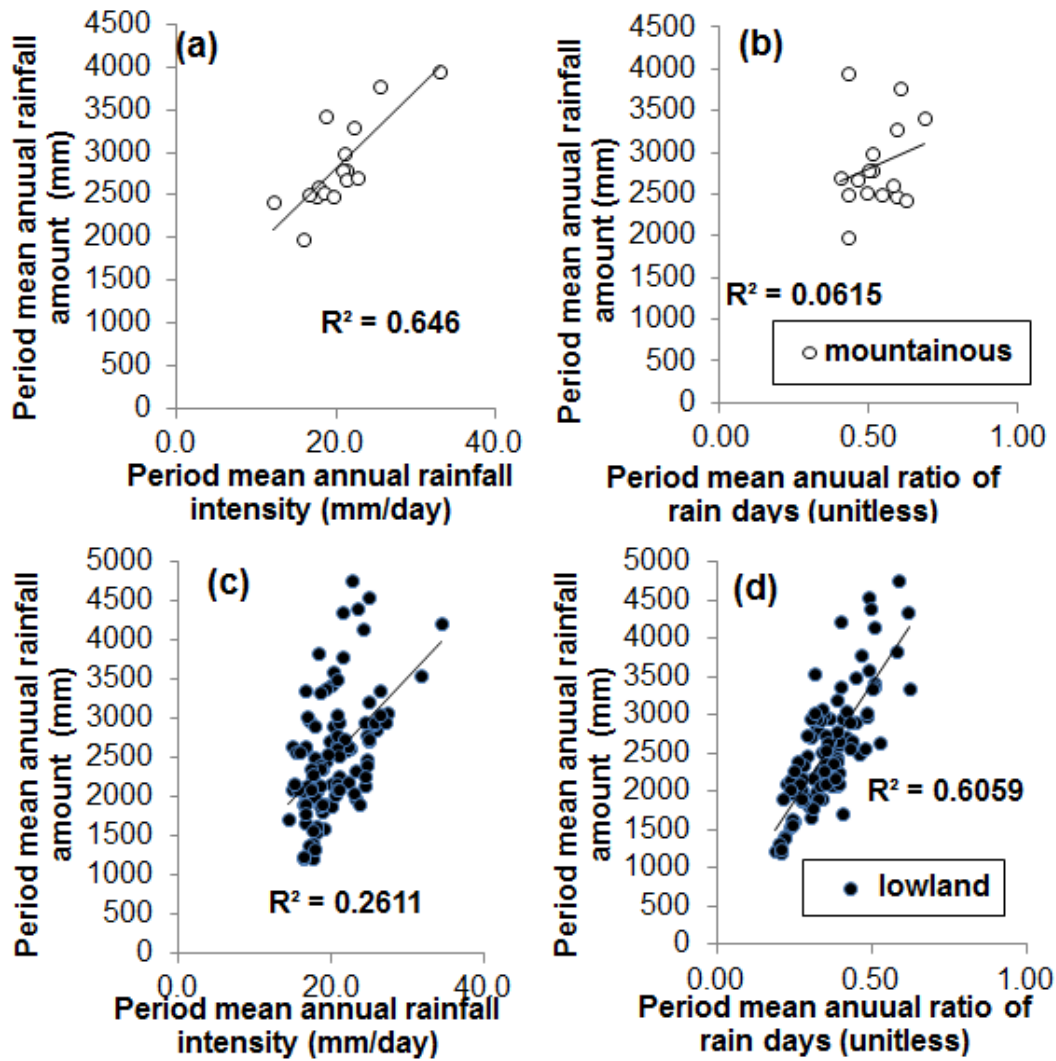 (a)
Period mean anuual rainfall
amount (mm)
4500
4000
3500
3000
2500
2000
1500
1000
500
0
R² = 0.646
0.0
20.0
40.0
Period mean annual rainfall
intensity (mm/day)
(b)
Period mean anuual rainfall
amount (mm)
4500
4000
3500
3000
2500
2000
1500
1000
500
0
R² = 0.0615
mountainous
0.00
0.50
1.00
Period mean anuual ratio of
rain days (unitless)
(c)
Period mean anuual rainfall
amount (mm)
5000
4500
4000
3500
3000
2500
2000
1500
1000
500
0
R² = 0.2611
0.0
20.0
40.0
Period mean annual rainfall
intensity (mm/day)
(d)
Period mean anuual rainfall
amount (mm)
5000
4500
4000
3500
3000
2500
2000
1500
1000
500
0
R² = 0.6059
lowland
0.00
0.50
1.00
Period mean anuual ratio of
rain days (unitless)